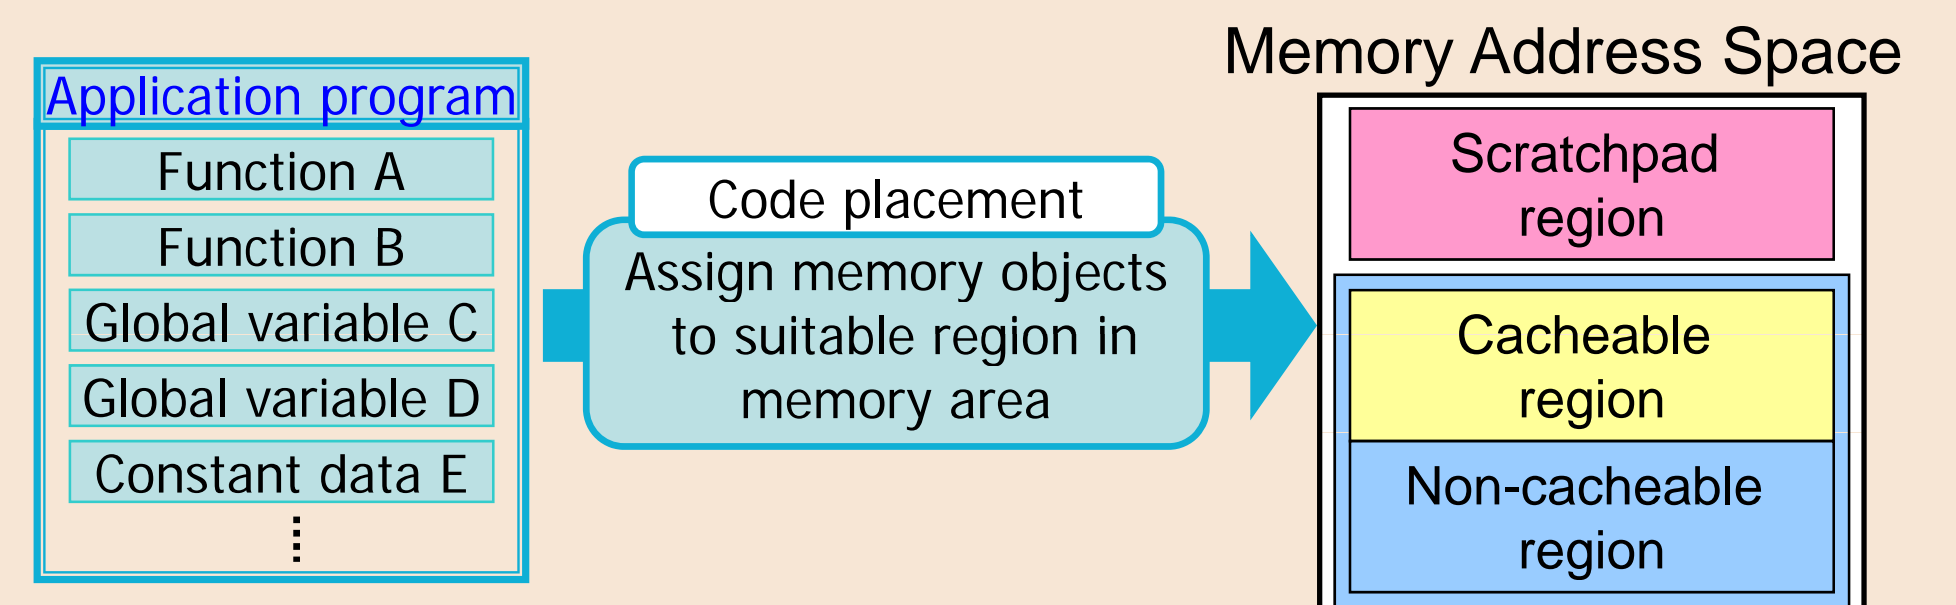 Memory Address Space
Application program
Function A
Function B
Global variable C
Global variable D
Constant data E
Code placement
Assign memory objects
to suitable region in
memory area
Scratchpad
region
Cacheable
region
Non-cacheable
region